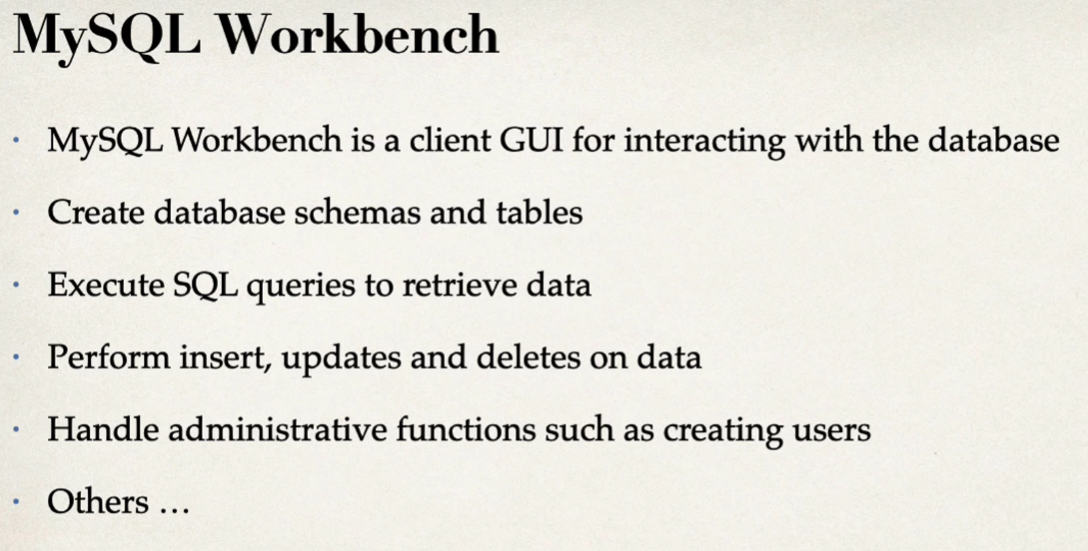 MySQL Workbench
• MySQL Workbench is a client GUI for interacting with the database
• Create database schemas and tables
• Execute SQL queries to retrieve data
• Perform insert, updates and deletes on data
• Handle administrative functions such as creating users
• Others …